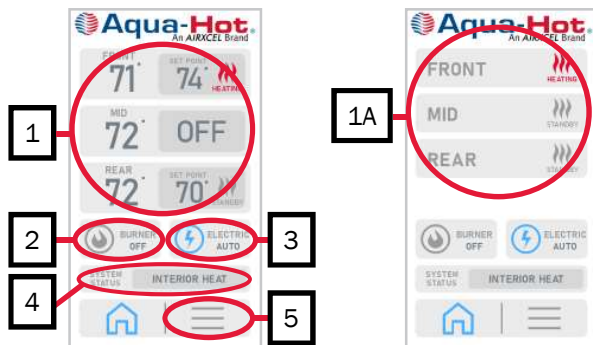 Aqua-Hot.
An AIRXCEL Brand
FRONT
71°
SET POINT
74°
HEATING
MID
72°
OFF
REAR
72°
SET POINT
70°
STANDBY
BURNER
OFF
ELECTRIC
AUTO
SYSTEM
STATUS
INTERIOR HEAT
1
2
3
4
5
Aqua-Hot.
An AIRXCEL Brand
FRONT
HEATING
MID
STANDBY
REAR
STANDBY
BURNER
OFF
ELECTRIC
AUTO
SYSTEM
STATUS
INTERIOR HEAT
1A